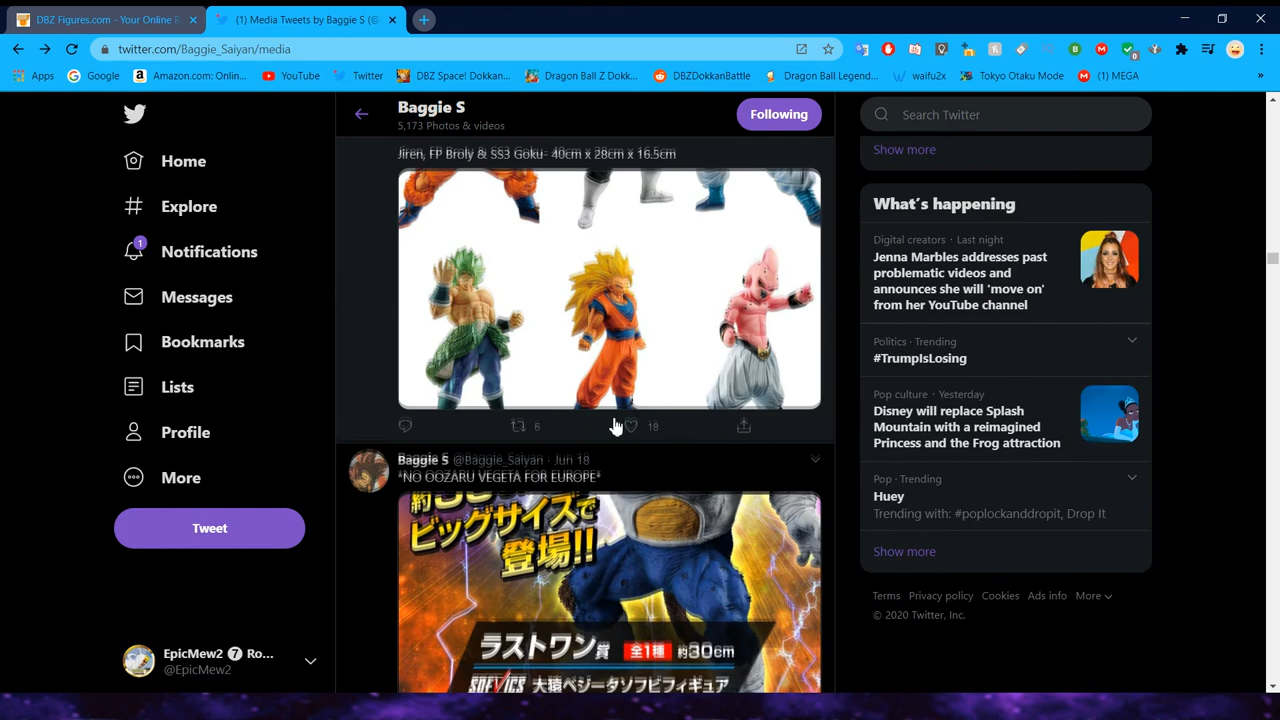 DBZ Figures.com - Your Online R
(1) Media Tweets by Baggie S (@
twitter.com/Baggie_Saiyan/media
Apps
Google
Amazon.com: Onlin...
YouTube
Twitter
DBZ Space! Dokkan...
Dragon Ball Z Dokk...
DBZDokkanBattle
Dragon Ball Legend...
waifu2x
Tokyo Otaku Mode
(1) MEGA
»
Home
Explore
1
Notifications
Messages
Bookmarks
Lists
Profile
More
Tweet
EpicMew2 7 Ro...
@EpicMew2
Baggie S
5,173 Photos & videos
Following
Jiren, FP Broly & SS3 Goku- 40cm x 28cm x 16.5cm
6
18
Baggie S @Baggie_Saiyan · Jun 18
*NO OOZARU VEGETA FOR EUROPE*
ビッグサイズで
登場!!
ラストワン賞 全1種 約30cm
SOFVICS 大猿ベジータソフビフィギュア
Search Twitter
Show more
What's happening
Digital creators · Last night
Jenna Marbles addresses past
problematic videos and
announces she will 'move on'
from her YouTube channel
Politics · Trending
#TrumpIsLosing
Pop culture · Yesterday
Disney will replace Splash
Mountain with a reimagined
Princess and the Frog attraction
Pop · Trending
Huey
Trending with: #poplockanddropit, Drop It
Show more
Terms Privacy policy Cookies Ads info More
© 2020 Twitter, Inc.